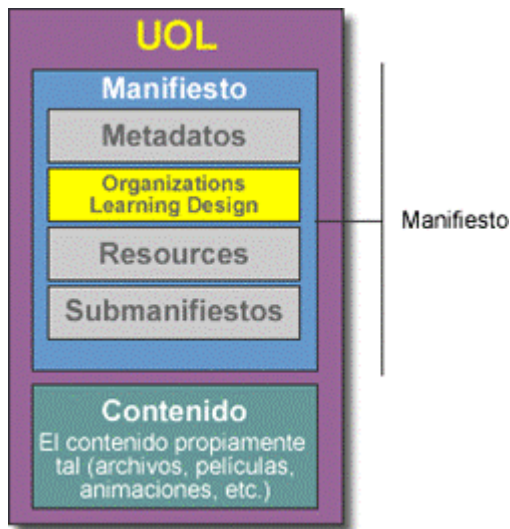 UOL
Manifiesto
Metadatos
Organizations
Learning Design
Resources
Submanifiestos
Manifiesto
Contenido
El contenido propiamente
tal (archivos, películas,
animaciones, etc.)